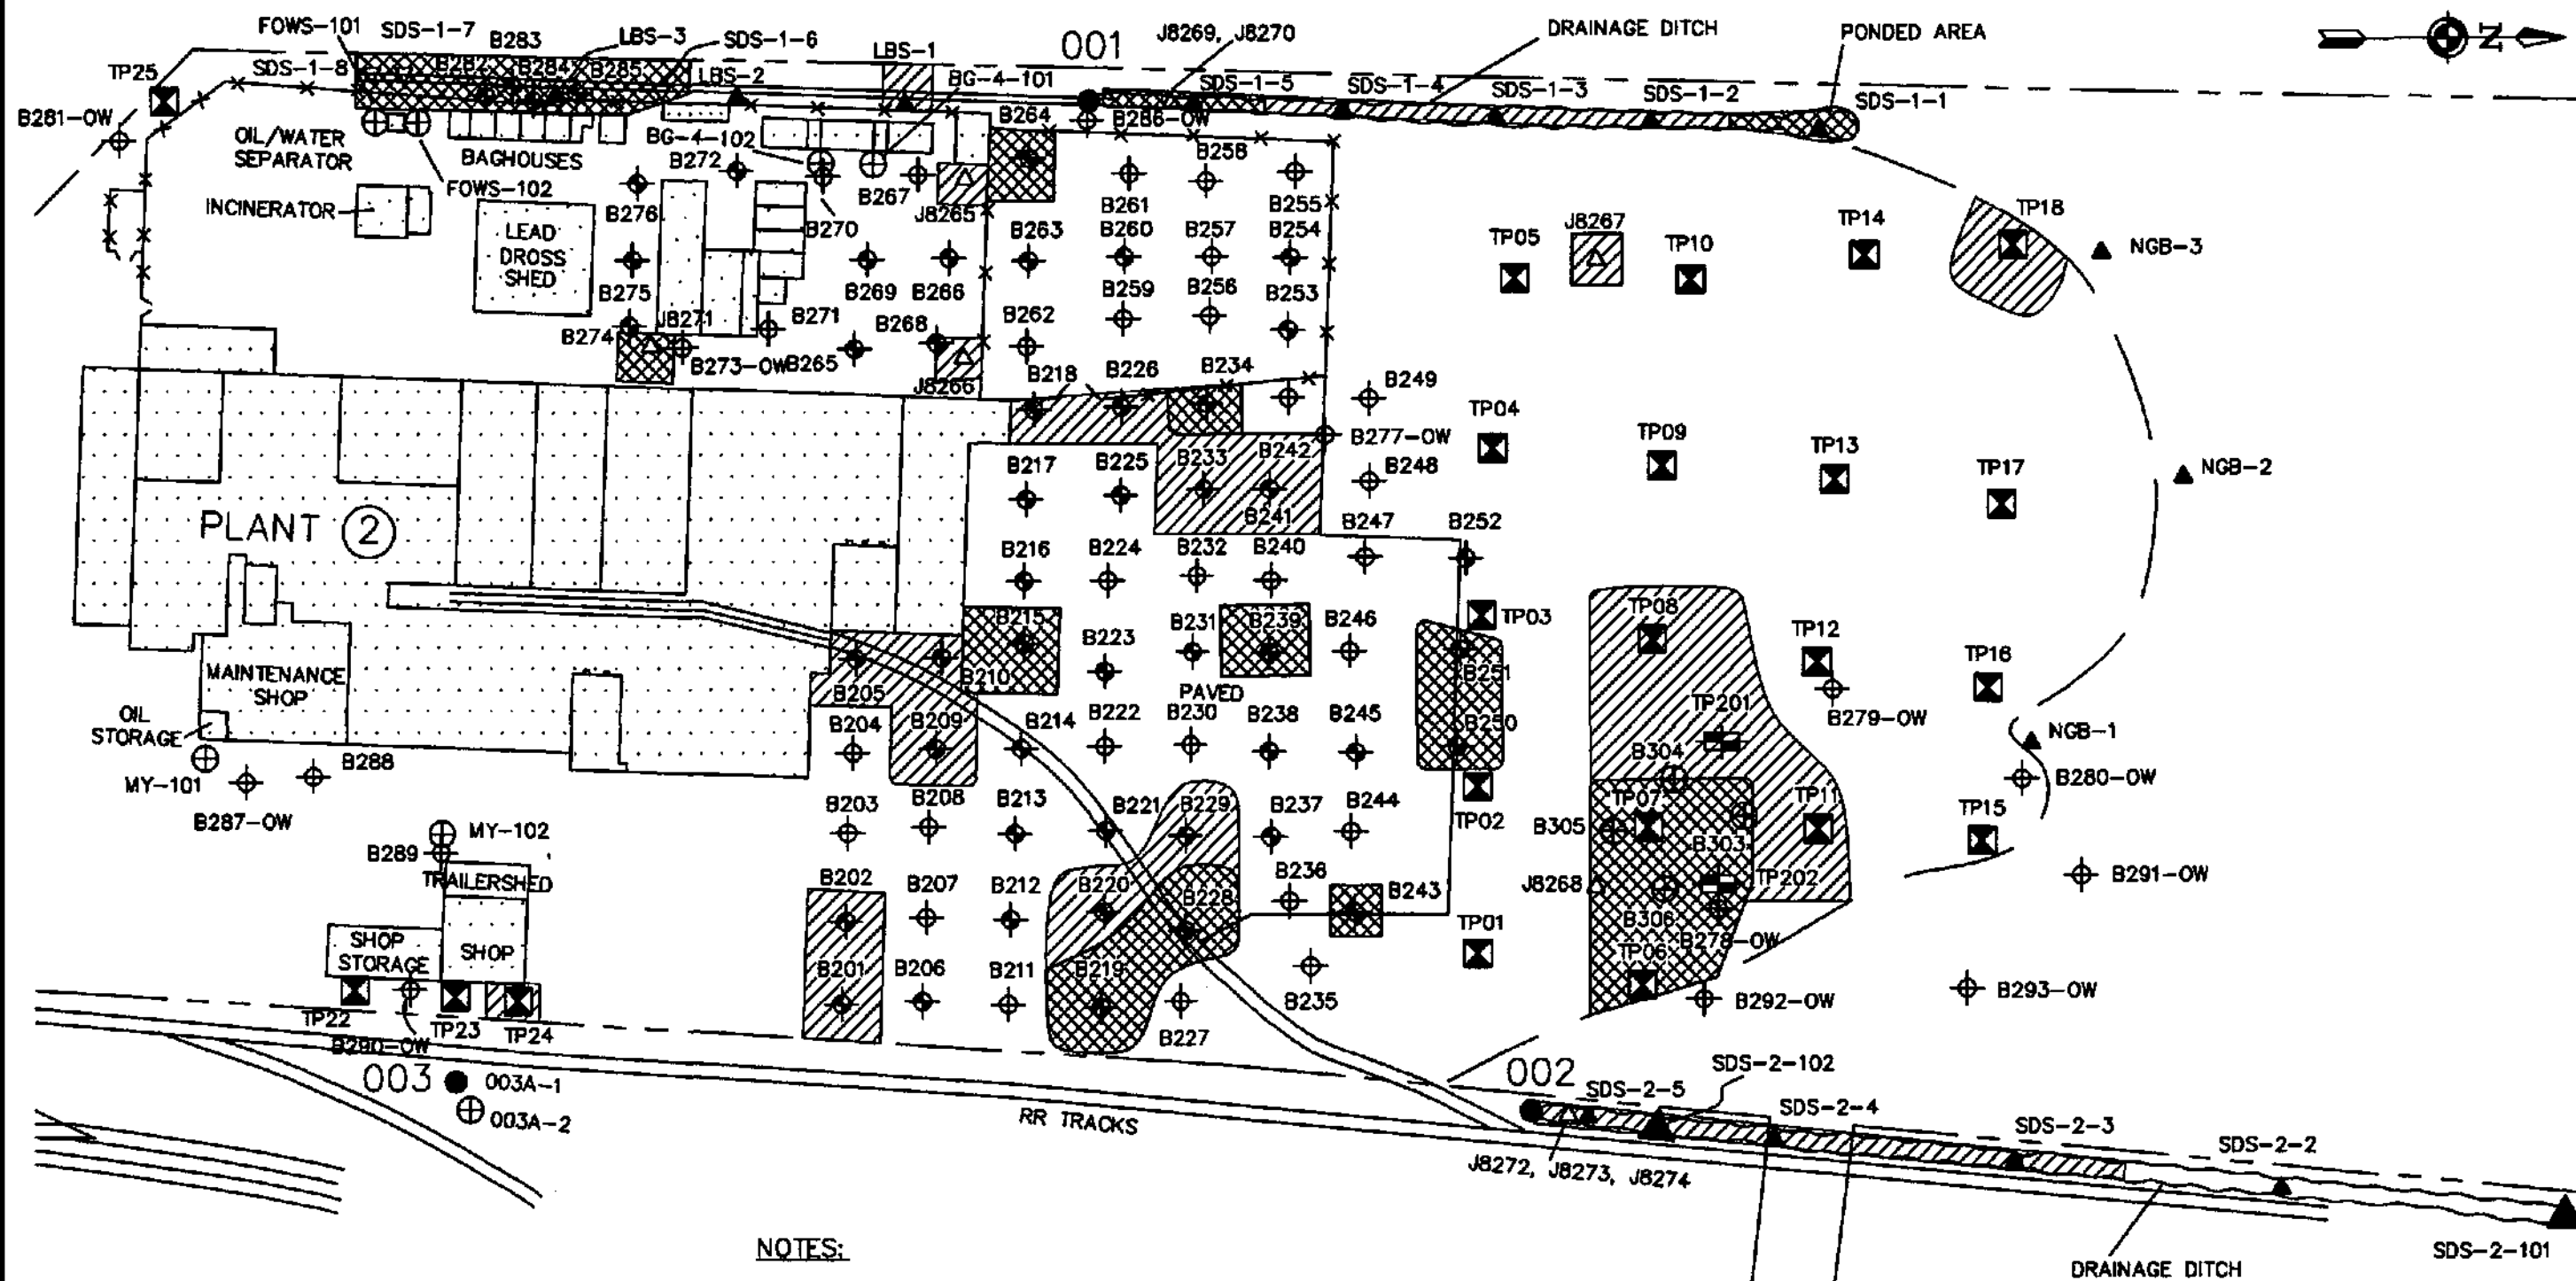 FOWS-101
SDS-1-7
B283
LBS-3
SDS-1-6
LBS-1
001
J8269, J8270
DRAINAGE DITCH
PONDED AREA
N
TP25
SDS-1-8
B282
B284
B285
LBS-2
BG-4-101
SDS-1-5
SDS-1-4
SDS-1-3
SDS-1-2
SDS-1-1
B281-OW
OIL/WATER
SEPARATOR
BAGHOUSES
BG-4-102
B264
B286-OW
B272
B258
FOWS-102
B267
INCINERATOR
B276
J8265
B261
B255
LEAD
DROSS
SHED
B270
B263
B260
B257
B254
TP05
J8267
TP10
TP14
TP18
NGB-3
B275
B269
B266
B259
B256
B253
B274
J8271
B271
B268
B262
B273-OW
B265
J8266
B218
B226
B234
B249
TP04
TP09
TP13
TP17
NGB-2
B277-OW
B217
B225
B233
B242
B248
PLANT 2
B241
B247
B252
B216
B224
B232
B240
B215
B223
B231
B239
B246
TP03
TP08
TP12
TP16
MAINTENANCE
SHOP
B205
B210
PAVED
B251
OIL
STORAGE
B204
B209
B214
B222
B230
B238
B245
B250
TP201
B279-OW
NGB-1
B304
MY-101
B288
B280-OW
B287-OW
B203
B208
B213
B221
B229
B237
B244
TP02
B305
TP07
TP11
TP15
MY-102
B289
B303
TRAILERSHED
B202
B207
B212
B220
B228
B236
B243
J8268
TP202
B291-OW
B306
SHOP
STORAGE
SHOP
TP01
B278-OW
B201
B206
B211
B219
B235
TP06
B292-OW
B293-OW
TP22
TP23
TP24
B227
B290-OW
003
003A-1
003A-2
RR TRACKS
002
SDS-2-5
SDS-2-102
SDS-2-4
SDS-2-3
SDS-2-2
J8272, J8273, J8274
SDS-2-101
DRAINAGE DITCH
NOTES: